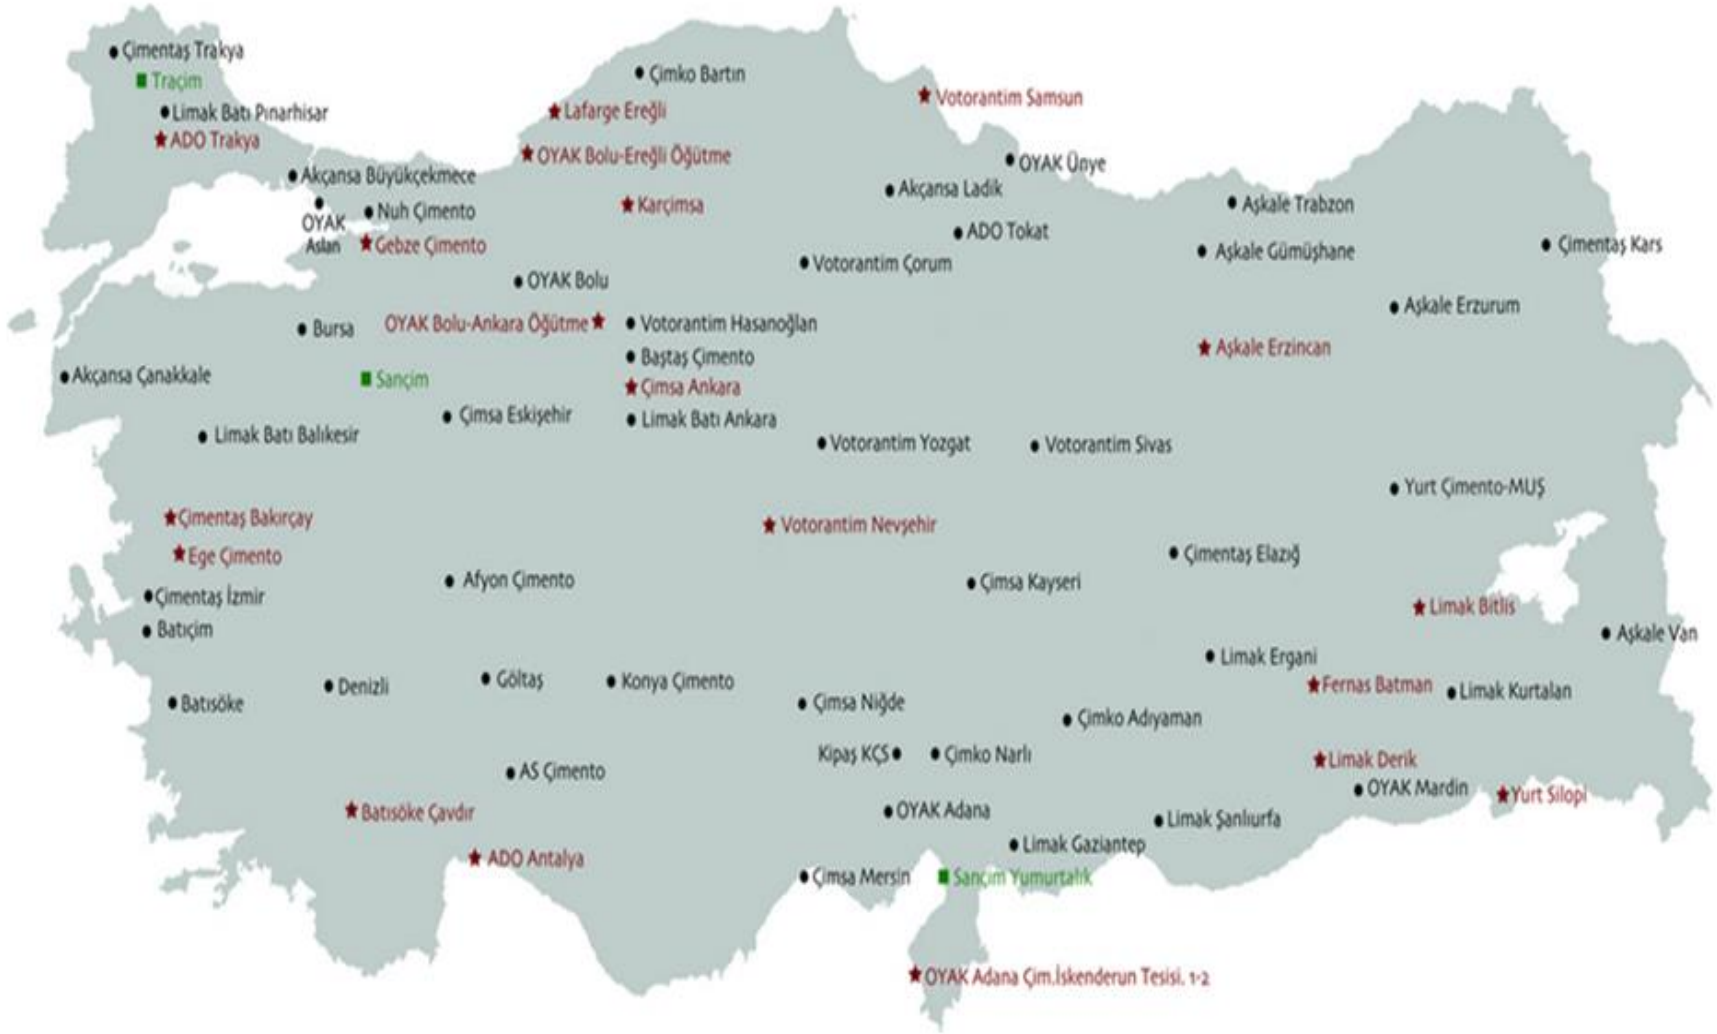 Çimentaş Trakya
Traçim
Çimko Bartın
Votorantim Samsun
Limak Batı Pınarhisar
Lafarge Ereğli
ADO Trakya
OYAK Bolu-Ereğli Öğütme
OYAK Ünye
Akçansa Büyükçekmece
Akçansa Ladik
Karçimsa
Aşkale Trabzon
Nuh Çimento
OYAK
Aslan
ADO Tokat
Gebze Çimento
Çimentaş Kars
Aşkale Gümüşhane
Votorantim Çorum
OYAK Bolu
Aşkale Erzurum
Bursa
OYAK Bolu-Ankara Öğütme
Votorantim Hasanoğlan
Aşkale Erzincan
Baştaş Çimento
Akçansa Çanakkale
Sançim
Çimsa Ankara
Çimsa Eskişehir
Limak Batı Ankara
Limak Batı Balıkesir
Votorantim Yozgat
Votorantim Sivas
Yurt Çimento-MUŞ
Çimentaş Bakırçay
Votorantim Nevşehir
Ege Çimento
Çimentaş Elazığ
Afyon Çimento
Çimsa Kayseri
Çimentaş İzmir
Limak Bitlis
Batıçim
Aşkale Van
Limak Ergani
Göltaş
Konya Çimento
Denizli
Fernas Batman
Limak Kurtalan
Batısöke
Çimsa Niğde
Çimko Adıyaman
Kipaş KÇS
Çimko Narlı
Limak Derik
AS Çimento
OYAK Mardin
Yurt Silopi
Batısöke Çavdır
OYAK Adana
Limak Şanlıurfa
Limak Gaziantep
ADO Antalya
Çimsa Mersin
Sançim Yumurtalık
OYAK Adana Çim.İskenderun Tesisi. 1-2